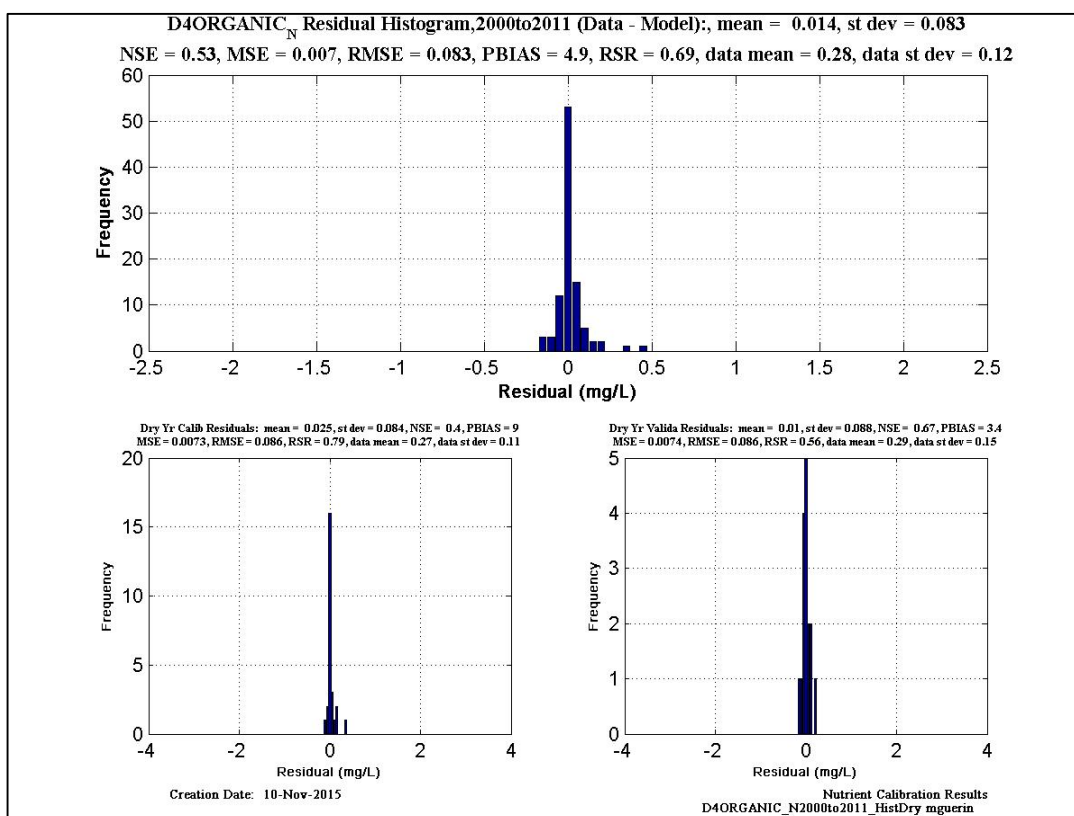 D4ORGANIC_N Residual Histogram,2000to2011 (Data - Model):, mean = 0.014, st dev = 0.083
NSE = 0.53, MSE = 0.007, RMSE = 0.083, PBIAS = 4.9, RSR = 0.69, data mean = 0.28, data st dev = 0.12
60
50
40
30
20
10
0
Frequency
-2.5 -2 -1.5 -1 -0.5 0 0.5 1 1.5 2 2.5
Residual (mg/L)
Dry Yr Calib Residuals: mean = 0.025, st dev = 0.084, NSE = 0.4, PBIAS = 9
MSE = 0.0073, RMSE = 0.086, RSR = 0.79, data mean = 0.27, data st dev = 0.11
20
15
10
5
0
Frequency
-4 -2 0 2 4
Residual (mg/L)
Dry Yr Valida Residuals: mean = 0.01, st dev = 0.088, NSE = 0.67, PBIAS = 3.4
MSE = 0.0074, RMSE = 0.086, RSR = 0.56, data mean = 0.29, data st dev = 0.15
5
4
3
2
1
0
Frequency
-4 -2 0 2 4
Residual (mg/L)
Creation Date: 10-Nov-2015
Nutrient Calibration Results
D4ORGANIC_N2000to2011_HistDry mguerin